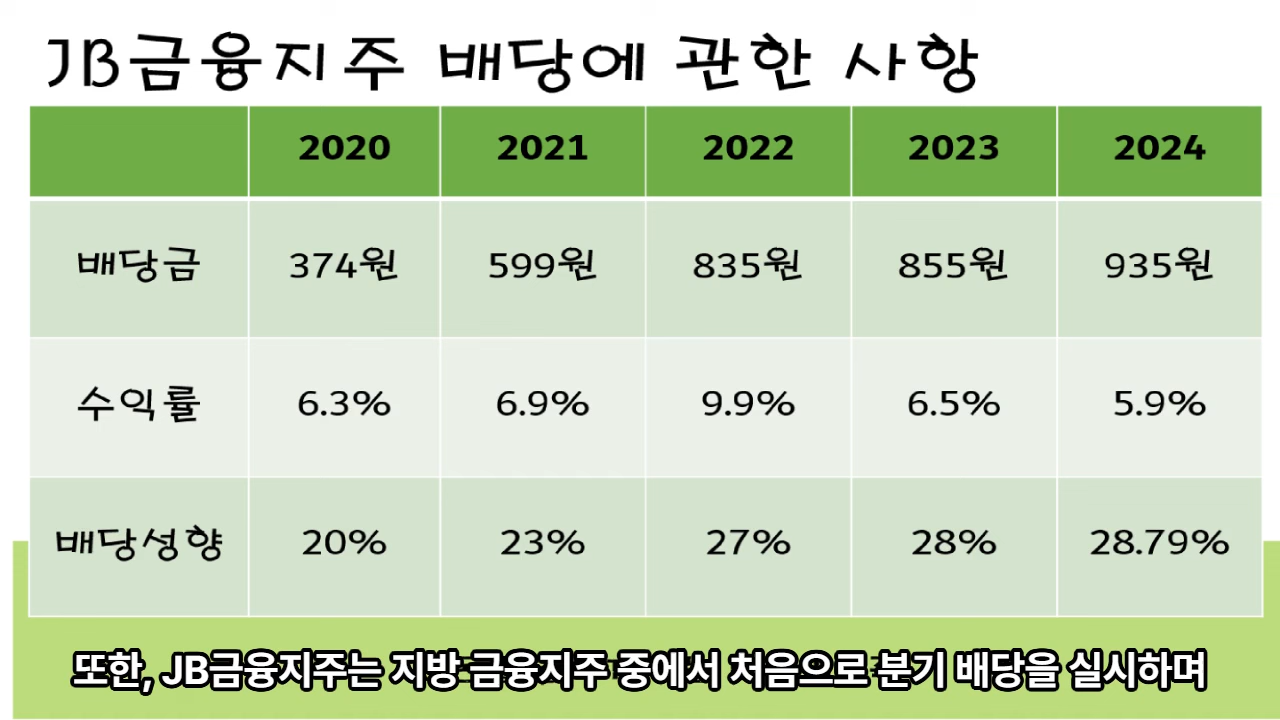 JB금융지주 배당에 관한 사항
2020 2021 2022 2023 2024
배당금 374원 599원 835원 855원 935원
수익률 6.3% 6.9% 9.9% 6.5% 5.9%
배당성향 20% 23% 27% 28% 28.79%
또한, JB금융지주는 지방 금융지주 중에서 처음으로 분기 배당을 실시하며